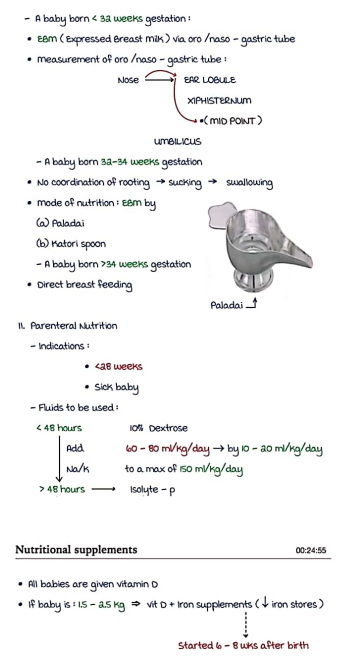 – A baby born < 32 weeks gestation :
• EBM (Expressed Breast milk) via oro /naso – gastric tube
• measurement of oro /naso – gastric tube :
Nose EAR LOBULE
XIPHISTERNUM
•( MID POINT )
UMBILICUS
– A baby born 32-34 weeks gestation
• No coordination of rooting → sucking → swallowing
• mode of nutrition : EBM by
(a) Paladai
(b) Katori spoon
– A baby born >34 weeks gestation
• Direct breast feeding
Paladai
II. Parenteral Nutrition
– Indications :
• <28 weeks
• Sick baby
– Fluids to be used :
< 48 hours 10% Dextrose
Add 60 – 80 ml/kg/day → by 10 – 20 ml/kg/day
Na/K to a max of 150 ml/kg/day
> 48 hours → Isolyte – p
Nutritional supplements 00:24:55
• All babies are given vitamin D
• If baby is : 1.5 – 2.5 kg ⇒ vit D + Iron supplements (↓ iron stores)
Started 6 – 8 wks after birth